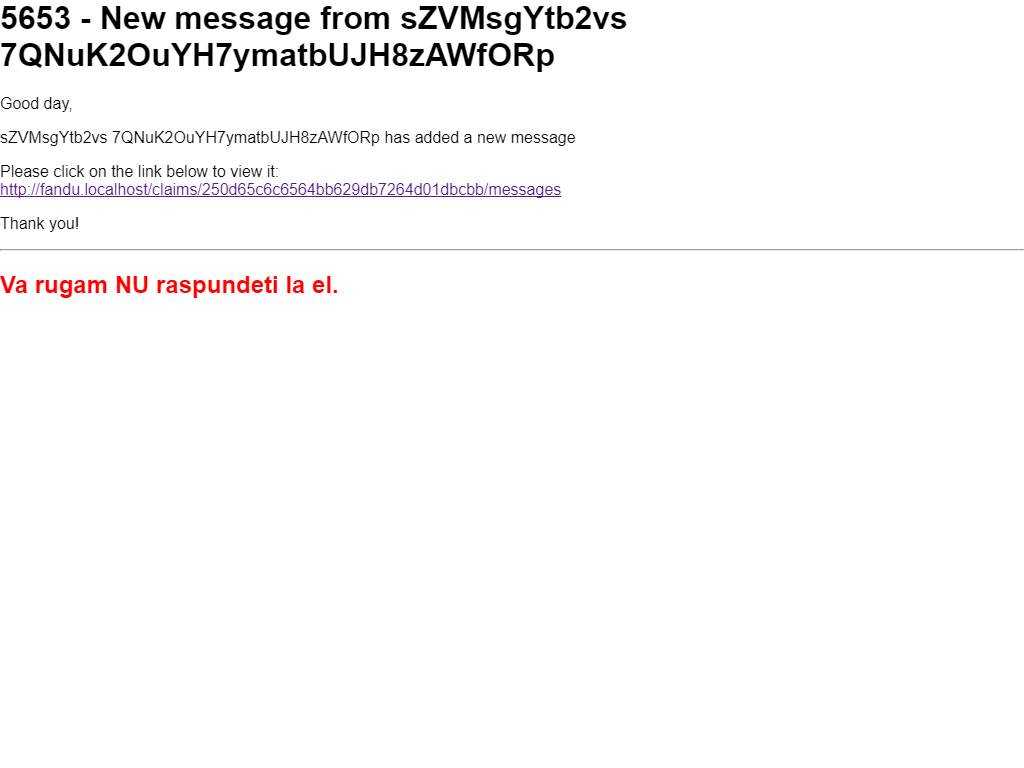 5653 - New message from sZVMsgYtb2vs
7QNuK2OuYH7ymatbUJH8zAWfORp
Good day,
sZVMsgYtb2vs 7QNuK2OuYH7ymatbUJH8zAWfORp has added a new message
Please click on the link below to view it:
http://fandu.localhost/claims/250d65c6c6564bb629db7264d01dbcbb/messages
Thank you!
Va rugam NU raspundeti la el.